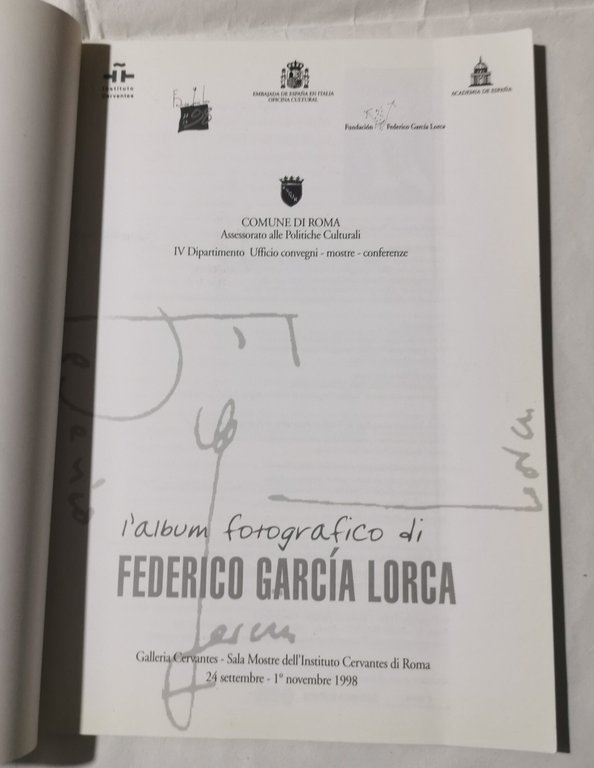 Instituto
Cervantes
EMBAJADA DE ESPAÑA EN ITALIA
OFICINA CULTURAL
Fundación Federico García Lorca
ACADEMIA DE ESPAÑA
COMUNE DI ROMA
Assessorato alle Politiche Culturali
IV Dipartimento Ufficio convegni - mostre - conferenze
l'album fotografico di
FEDERICO GARCÍA LORCA
Galleria Cervantes - Sala Mostre dell'Instituto Cervantes di Roma
24 settembre - 1° novembre 1998